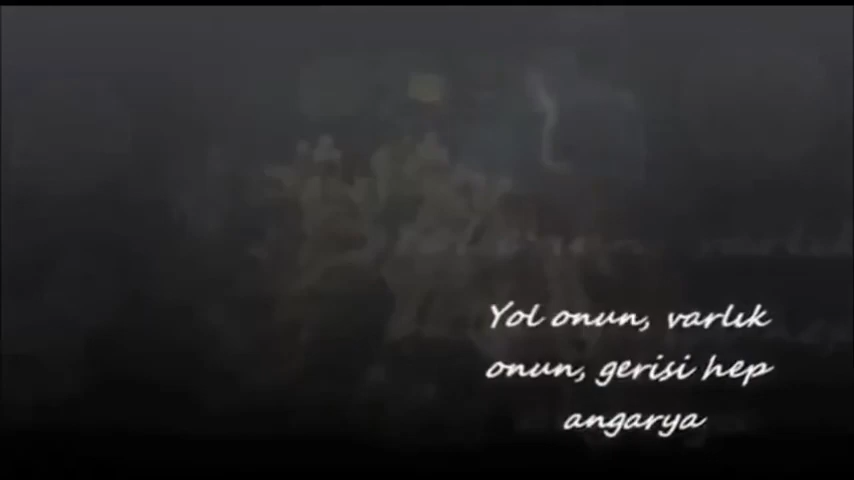 Yol onun, varlık
onun, gerisi hep
angarya